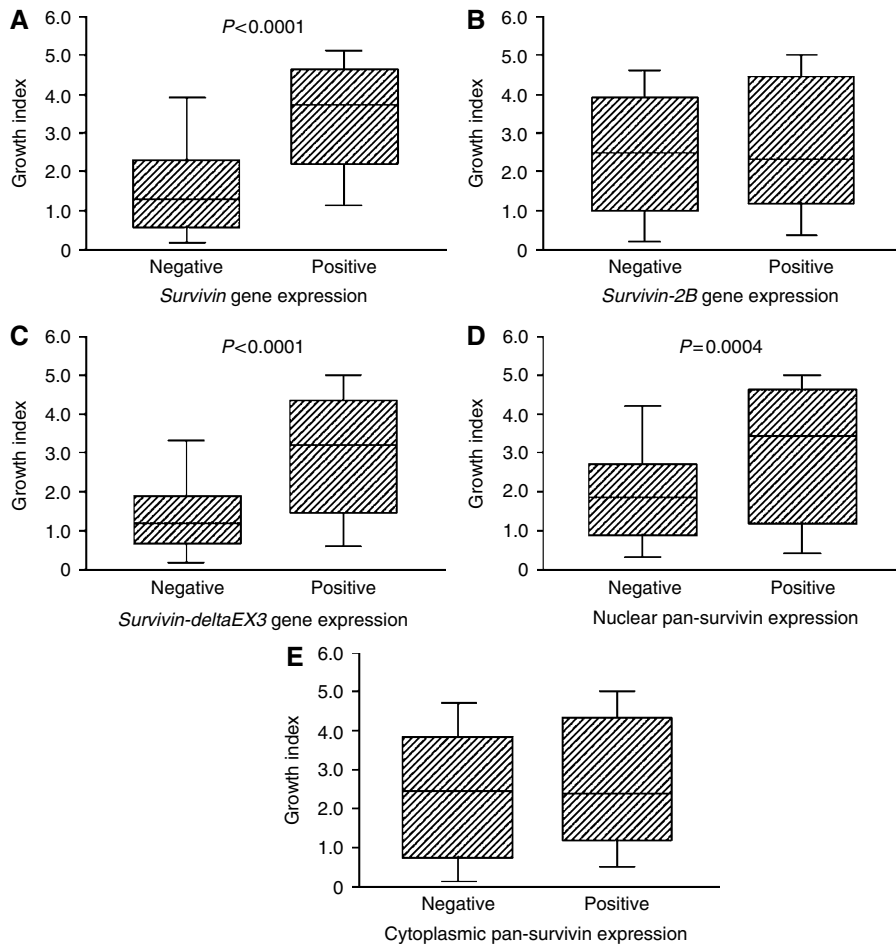 A
P<0.0001
6.0
5.0
4.0
3.0
2.0
1.0
0
Growth index
Negative Positive
Survivin gene expression
B
6.0
5.0
4.0
3.0
2.0
1.0
0
Growth index
Negative Positive
Survivin-2B gene expression
C
P<0.0001
6.0
5.0
4.0
3.0
2.0
1.0
0
Growth index
Negative Positive
Survivin-deltaEX3 gene expression
D
P=0.0004
6.0
5.0
4.0
3.0
2.0
1.0
0
Growth index
Negative Positive
Nuclear pan-survivin expression
E
6.0
5.0
4.0
3.0
2.0
1.0
0
Growth index
Negative Positive
Cytoplasmic pan-survivin expression